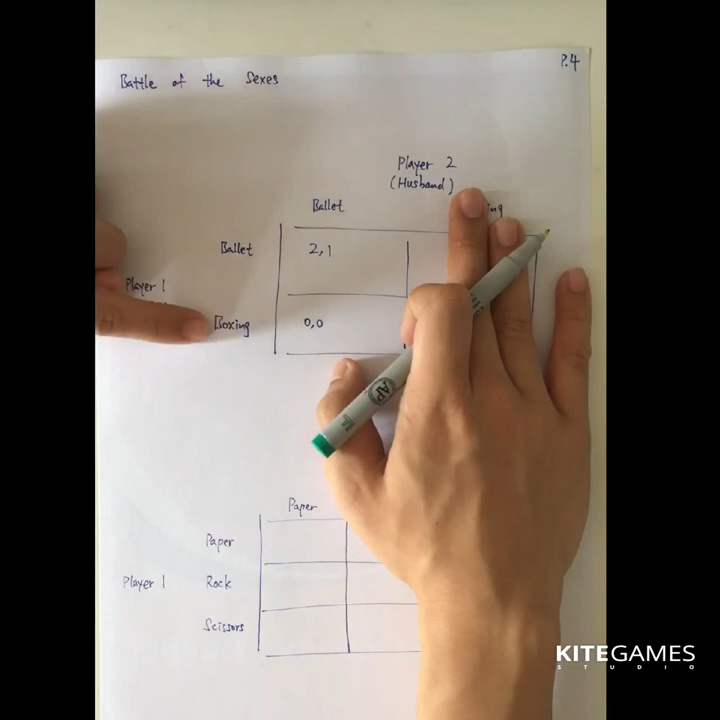 P.4
Battle of the Sexes
Player 2
(Husband)
Ballet ing
Ballet 2,1
Player 1
Boxing 0,0
AP
Paper
Paper
Player 1 Rock
Scissors
KITEGAMES
STUDIO